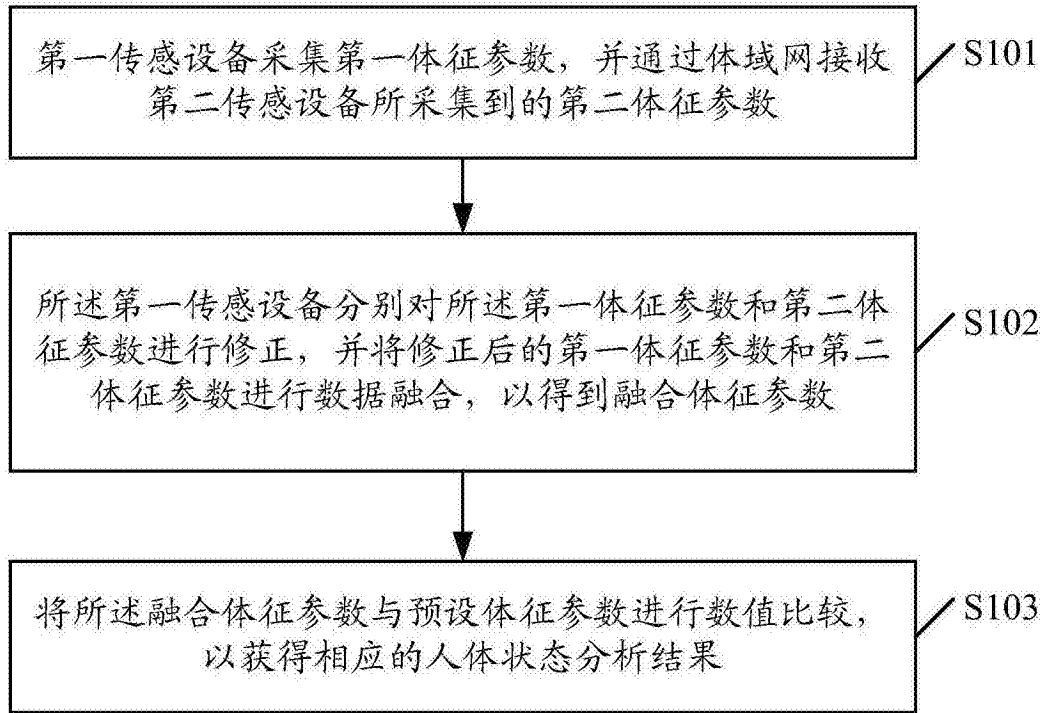 第一传感设备采集第一体征参数，并通过体域网接收
第二传感设备所采集到的第二体征参数
S101
所述第一传感设备分别对所述第一体征参数和第二体
征参数进行修正，并将修正后的第一体征参数和第二
体征参数进行数据融合，以得到融合体征参数
S102
将所述融合体征参数与预设体征参数进行数值比较，
以获得相应的人体状态分析结果
S103